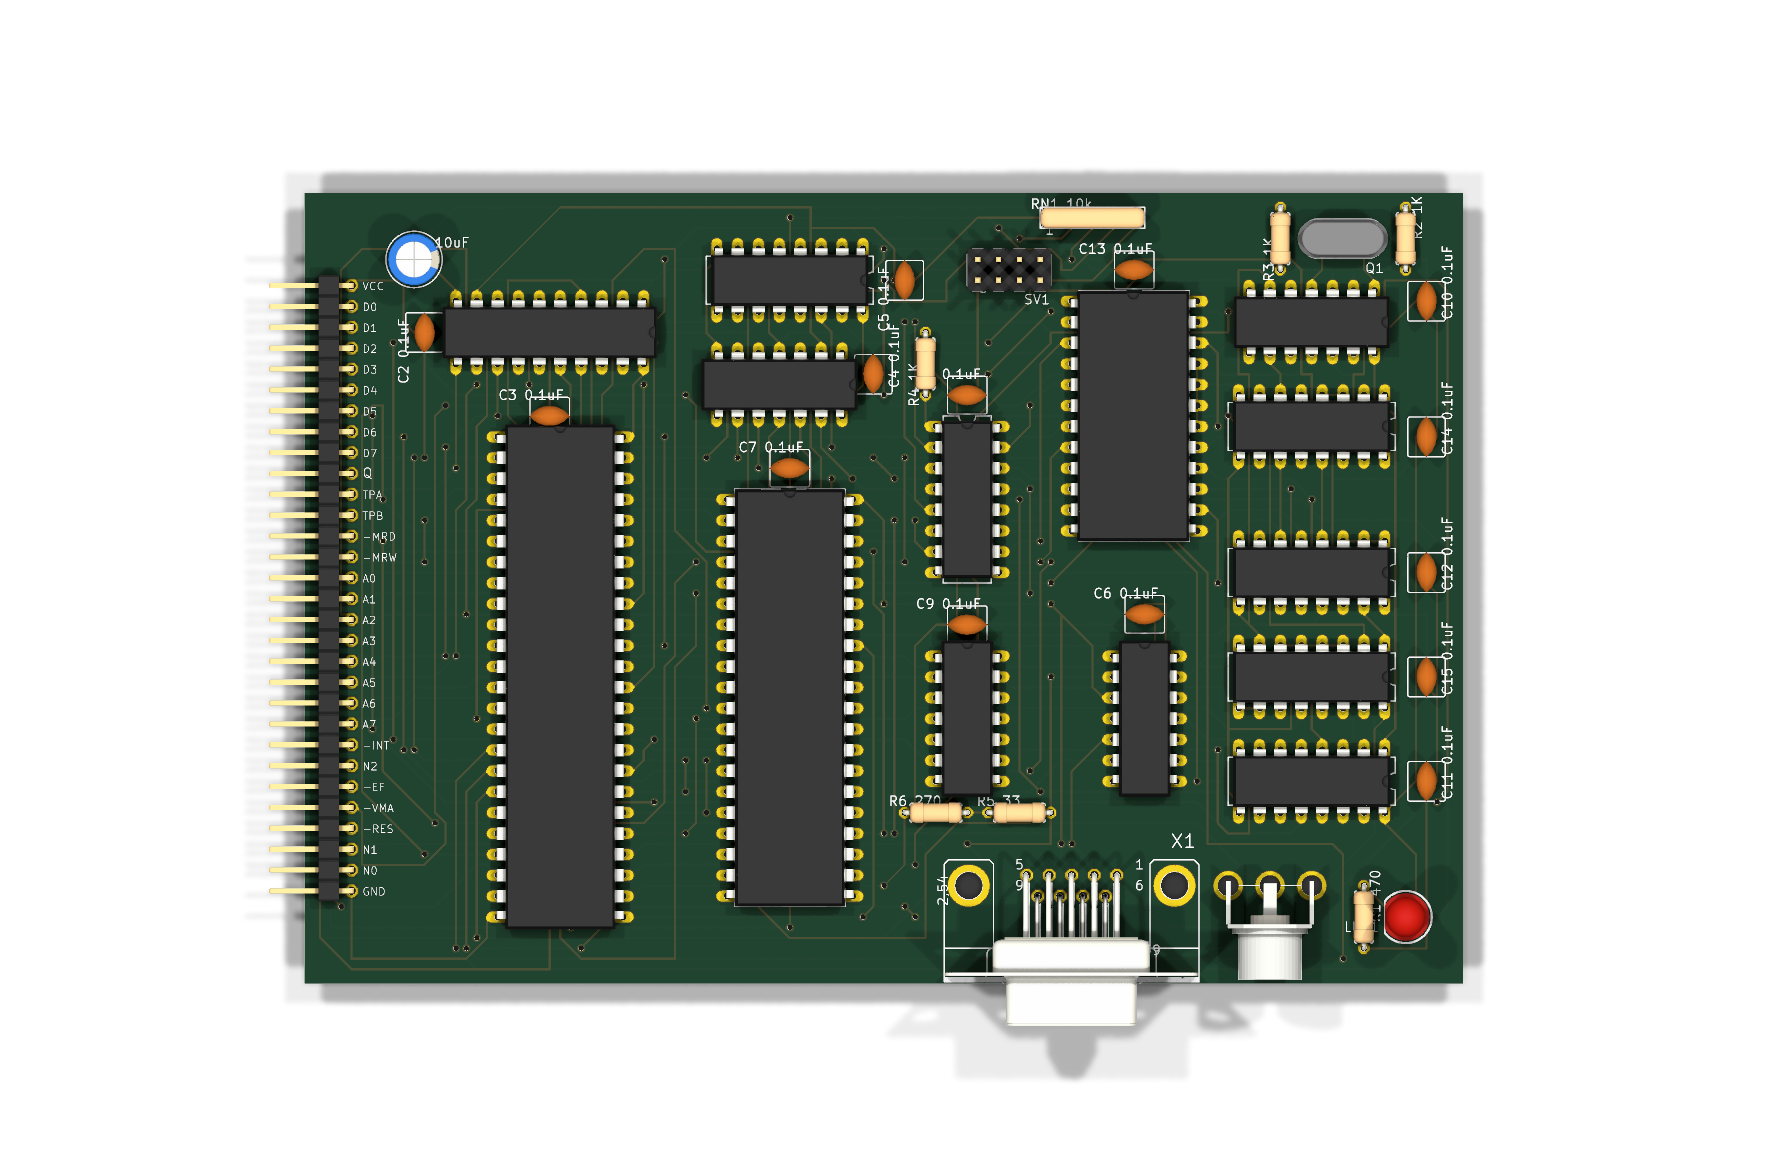 RN1 10k
1
10uF
C13 0.1uF
R3 1K
R2 1K
Q1
SV1
C5 0.1uF
C10 0.1uF
C2 0.1uF
C4 0.1uF
R4 1K
0.1uF
C3 0.1uF
C7 0.1uF
C14 0.1uF
C12 0.1uF
C9 0.1uF
C6 0.1uF
C15 0.1uF
C11 0.1uF
VCC
D0
D1
D2
D3
D4
D5
D6
D7
Q
TPA
TPB
-MRD
-MRW
A0
A1
A2
A3
A4
A5
A6
A7
-INT
N2
-EF
-VMA
-RES
N1
N0
GND
R6 270
R5 33
X1
5
9
1
6
2,54
9
470